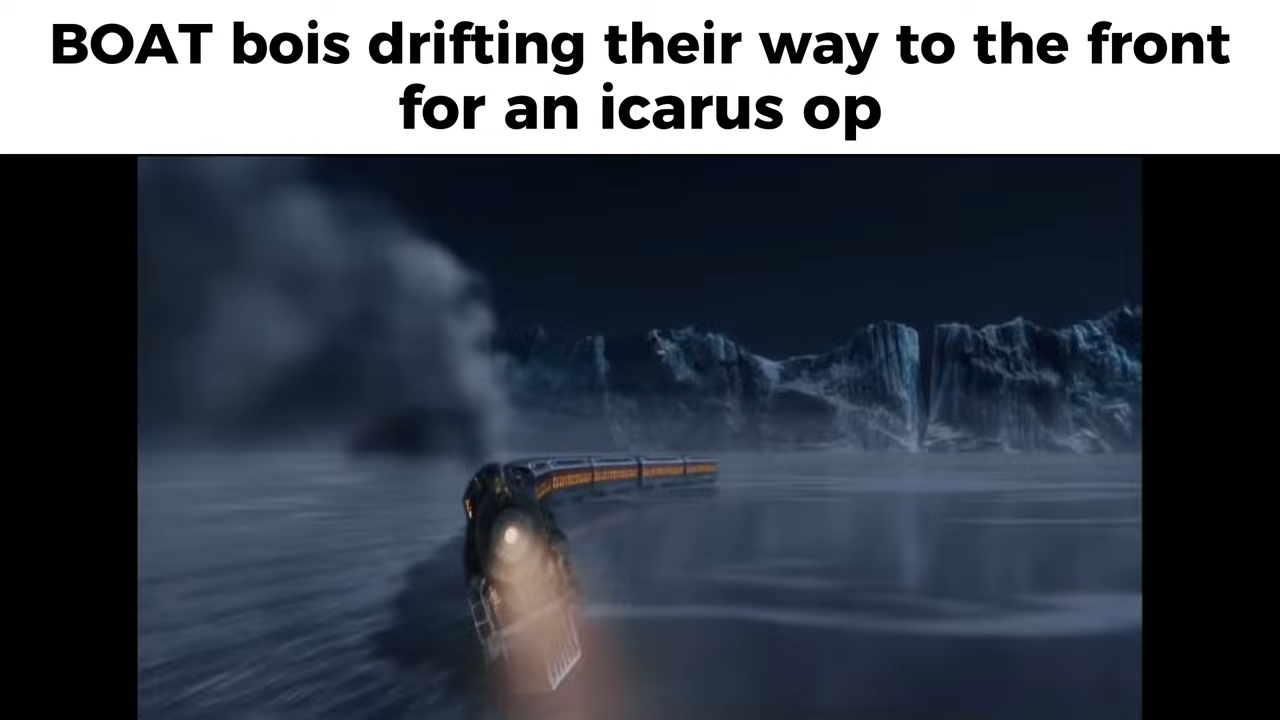 BOAT bois drifting their way to the front
for an icarus op